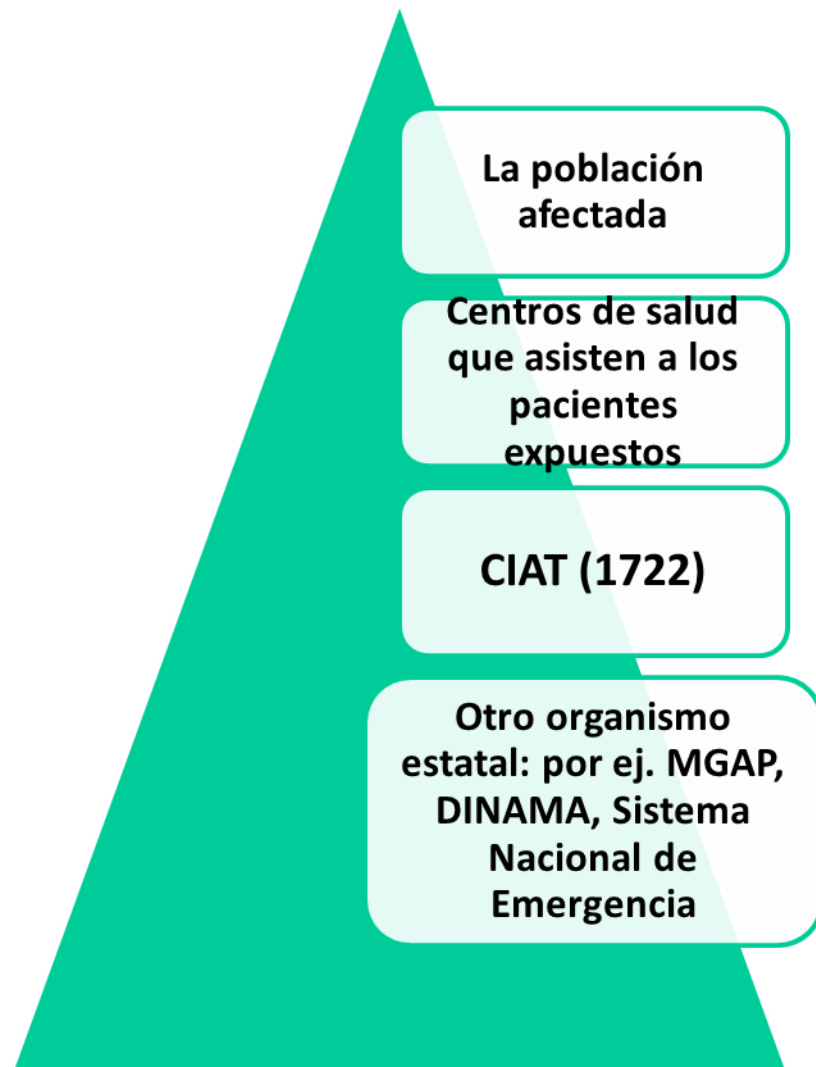 La población
afectada
Centros de salud
que asisten a los
pacientes
expuestos
CIAT (1722)
Otro organismo
estatal: por ej. MGAP,
DINAMA, Sistema
Nacional de
Emergencia